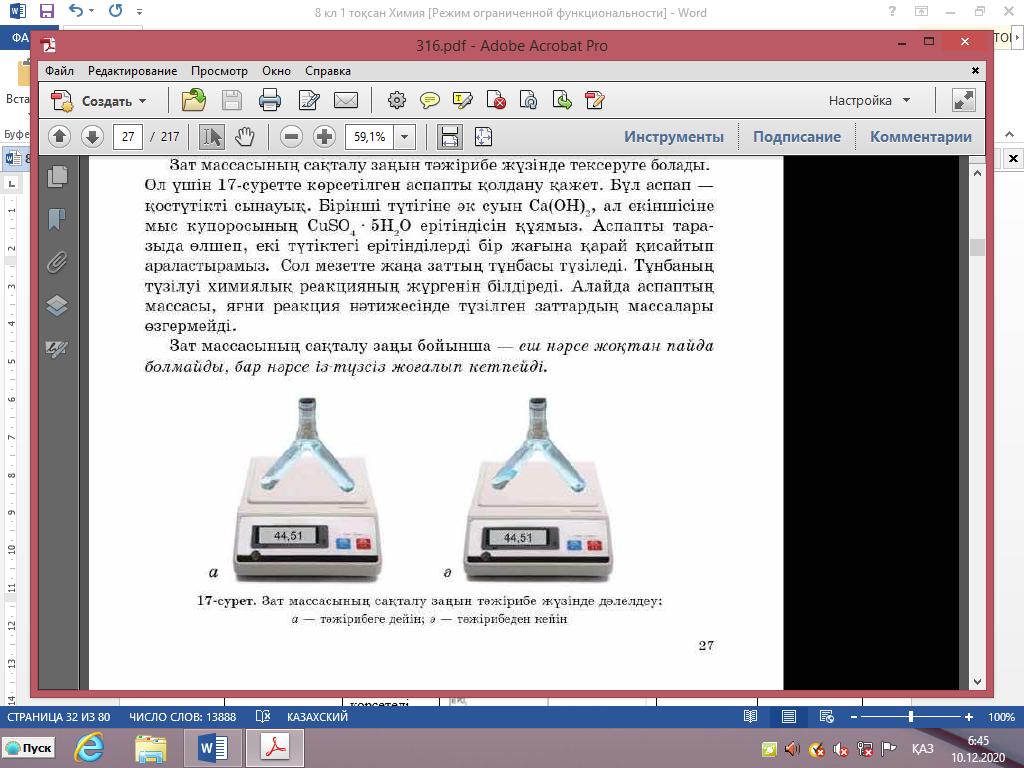 8 кл 1 тоқсан Химия [Режим ограниченной функциональности] - Word
ФА
316.pdf - Adobe Acrobat Pro
Файл Редактирование Просмотр Окно Справка
Вста
Создать
Настройка
Буфе
27 / 217
59,1%
Инструменты Подписание Комментарии
Зат массасының сақталу заңын тәжірибе жүзінде тексеруге болады.
Ол үшін 17-суретте көрсетілген аспапты қолдану қажет. Бұл аспап —
қостүтікті сынауық. Бірінші түтігіне әк суын Ca(OH)₂, ал екіншісіне
мыс купоросының CuSO₄ · 5H₂O ерітіндісін құямыз. Аспапты тара-
зыда өлшеп, екі түтіктегі ерітінділерді бір жағына қарай қисайтып
араластырамыз. Сол мезетте жаңа заттың тұнбасы түзіледі. Тұнбаның
түзілуі химиялық реакцияның жүргенін білдіреді. Алайда аспаптың
массасы, яғни реакция нәтижесінде түзілген заттардың массалары
өзгермейді.
Зат массасының сақталу заңы бойынша — еш нәрсе жоқтан пайда
болмайды, бар нәрсе із-түзсіз жоғалып кетпейді.
44,51
44,51
а
ә
17-сурет. Зат массасының сақталу заңын тәжірибе жүзінде дәлелдеу:
а — тәжірибеге дейін; ә — тәжірибеден кейін
27
көрсетеді
СТРАНИЦА 32 ИЗ 80 ЧИСЛО СЛОВ: 13888 КАЗАХСКИЙ
100%
Пуск
ҚАЗ
6:45
10.12.2020